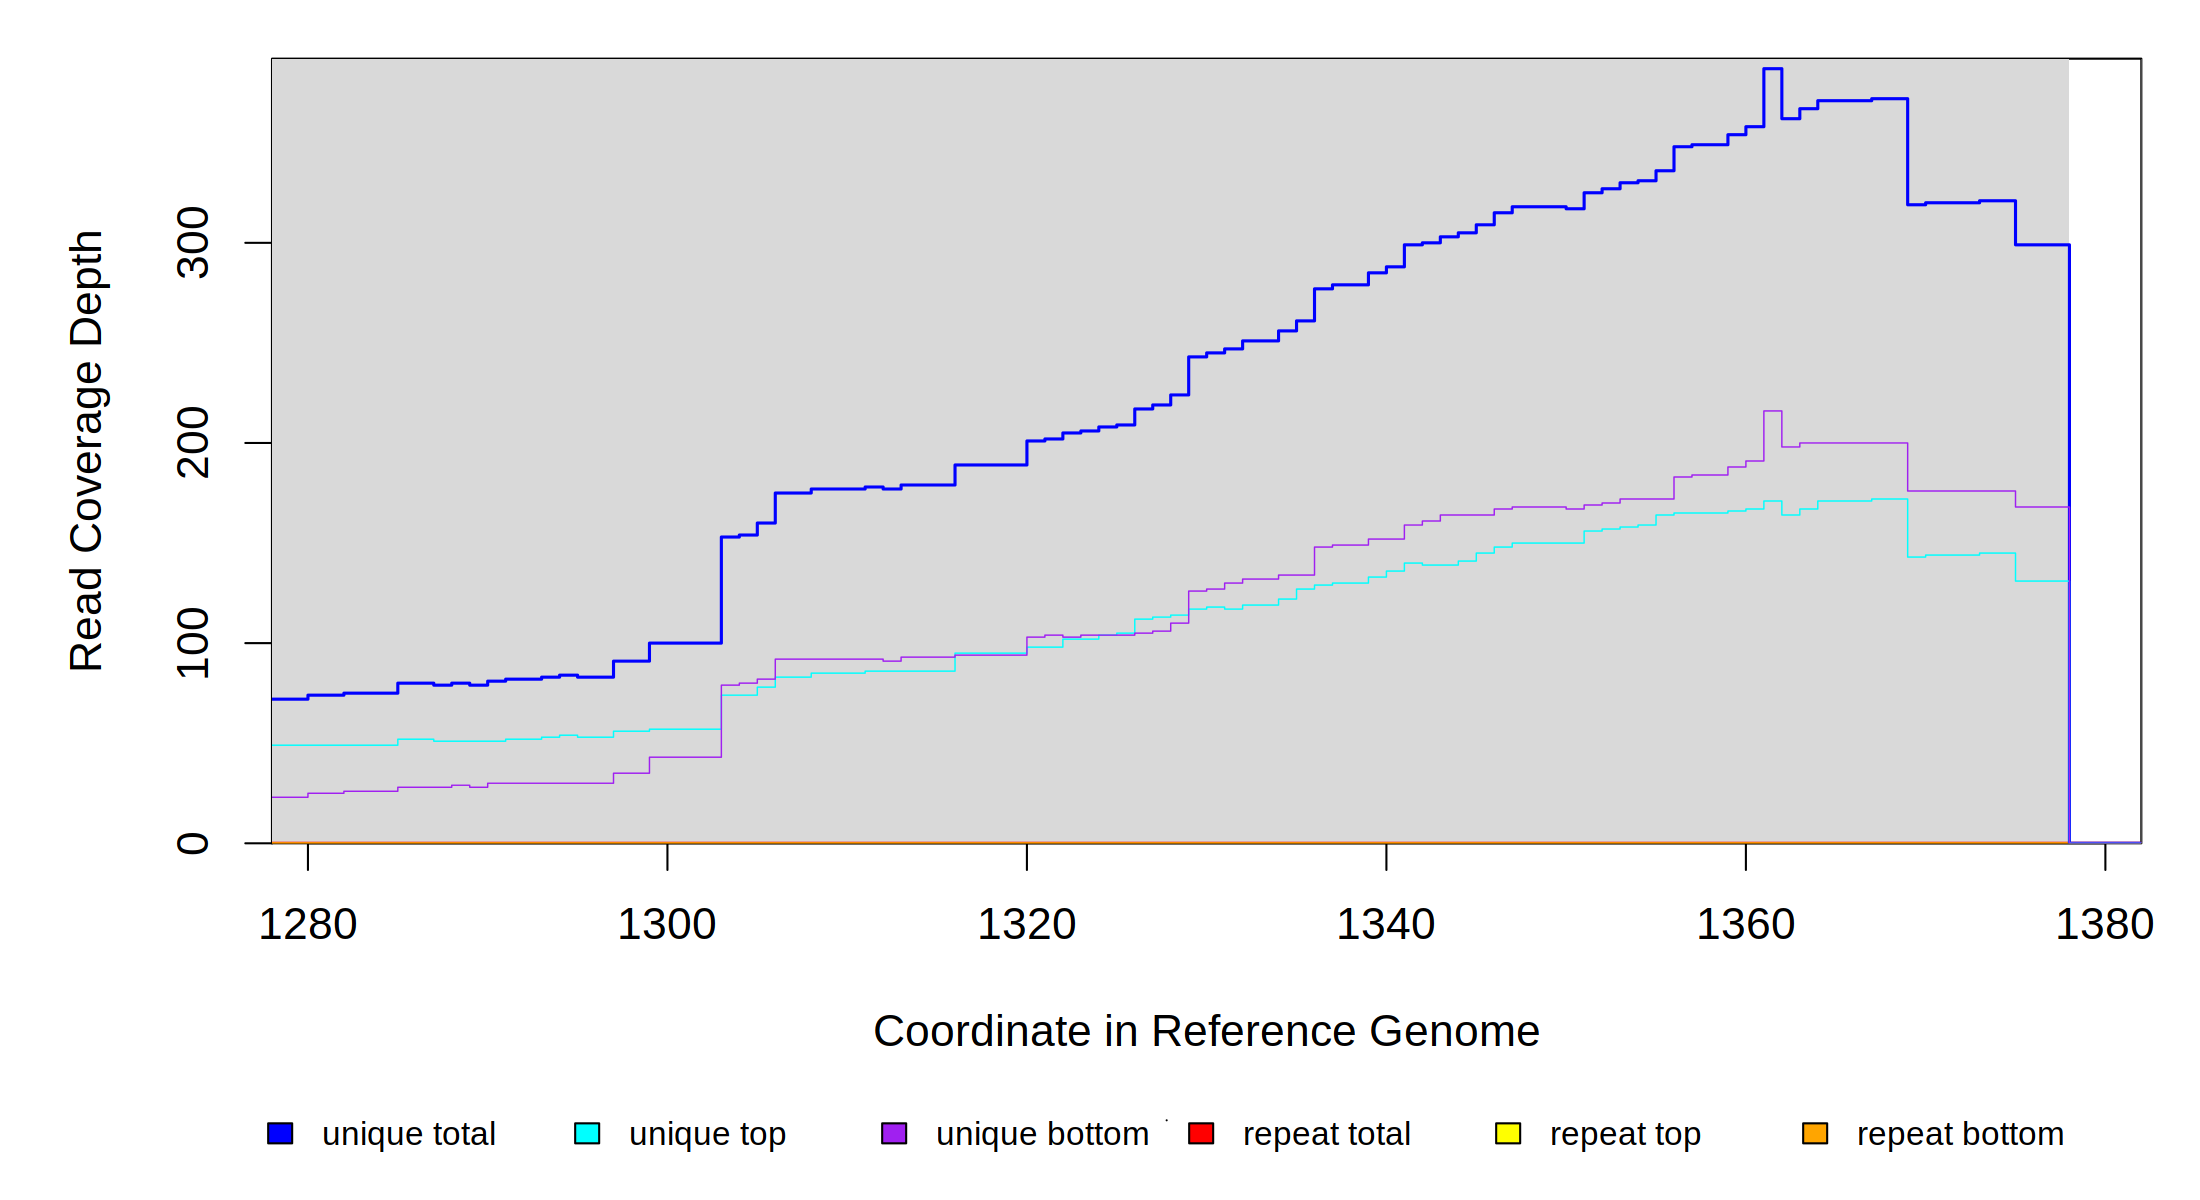 Read Coverage Depth
300
200
100
0
1280 1300 1320 1340 1360 1380
Coordinate in Reference Genome
unique total unique top unique bottom repeat total repeat top repeat bottom